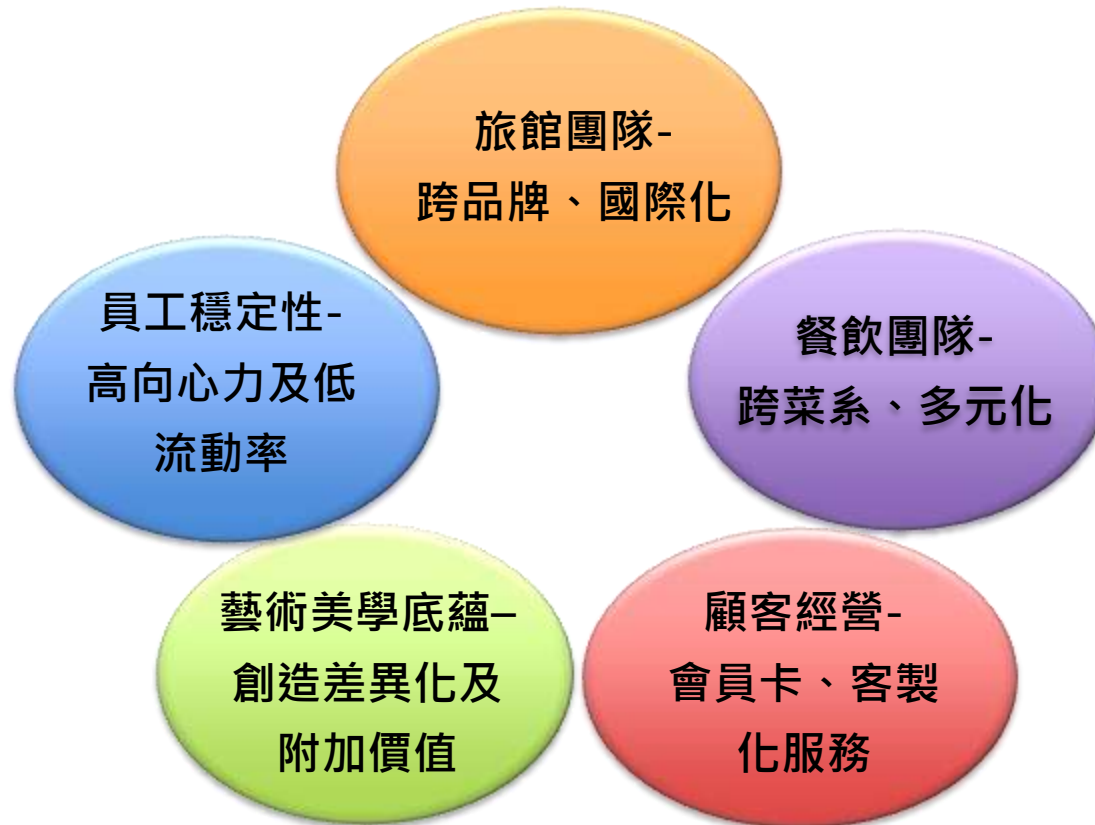 旅館團隊-
跨品牌、國際化
員工穩定性-
高向心力及低
流動率
餐飲團隊-
跨菜系、多元化
藝術美學底蘊–
創造差異化及
附加價值
顧客經營-
會員卡、客製
化服務